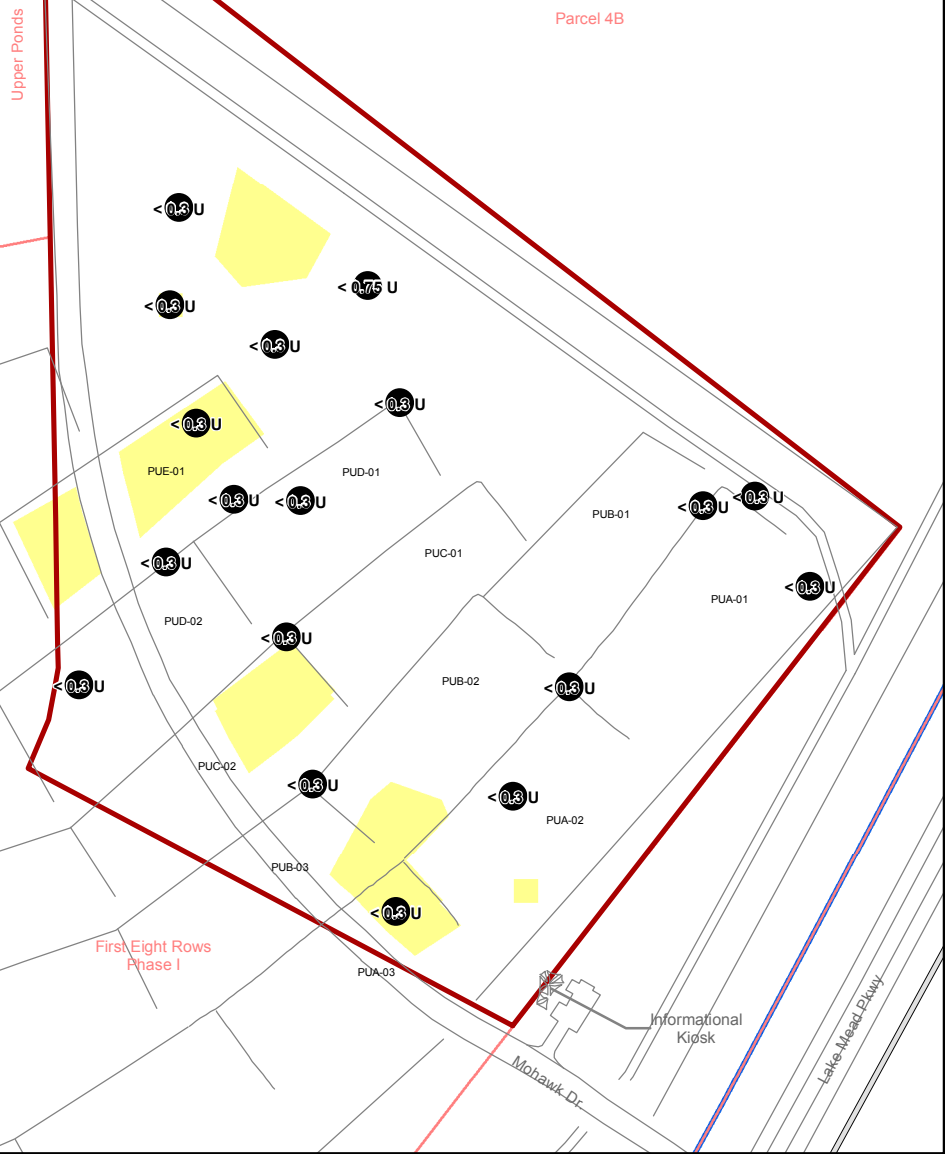 Parcel 4B
Upper Ponds
< 0.3 U
< 0.75 U
< 0.3 U
< 0.3 U
< 0.3 U
< 0.3 U
PUE-01
PUD-01
< 0.3 U
< 0.3 U
< 0.3 U
< 0.3 U
PUB-01
PUC-01
< 0.3 U
< 0.3 U
PUA-01
PUD-02
< 0.3 U
< 0.3 U
PUB-02
< 0.3 U
PUC-02
< 0.3 U
< 0.3 U
PUA-02
PUB-03
< 0.3 U
First Eight Rows
Phase I
PUA-03
Informational
Kiosk
Mohawk Dr
Lake Mead Pkwy